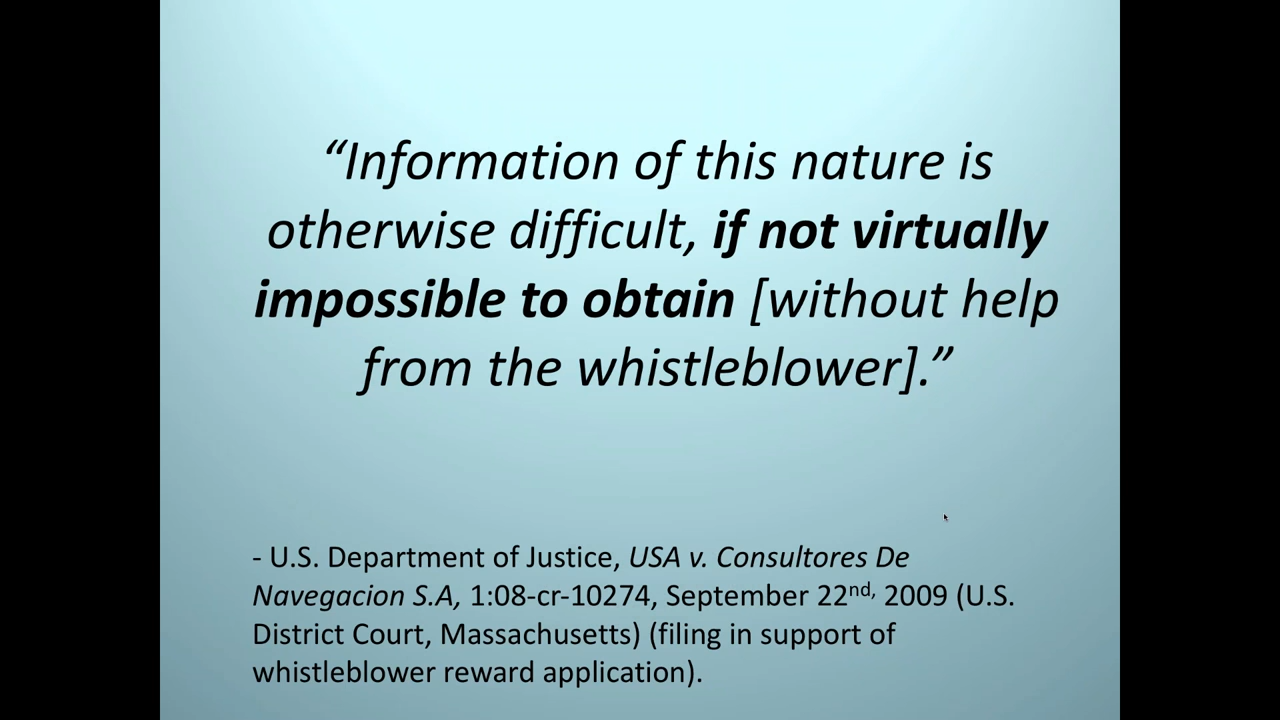 “Information of this nature is
otherwise difficult, if not virtually
impossible to obtain [without help
from the whistleblower].”
- U.S. Department of Justice, USA v. Consultores De
Navegacion S.A, 1:08-cr-10274, September 22nd, 2009 (U.S.
District Court, Massachusetts) (filing in support of
whistleblower reward application).